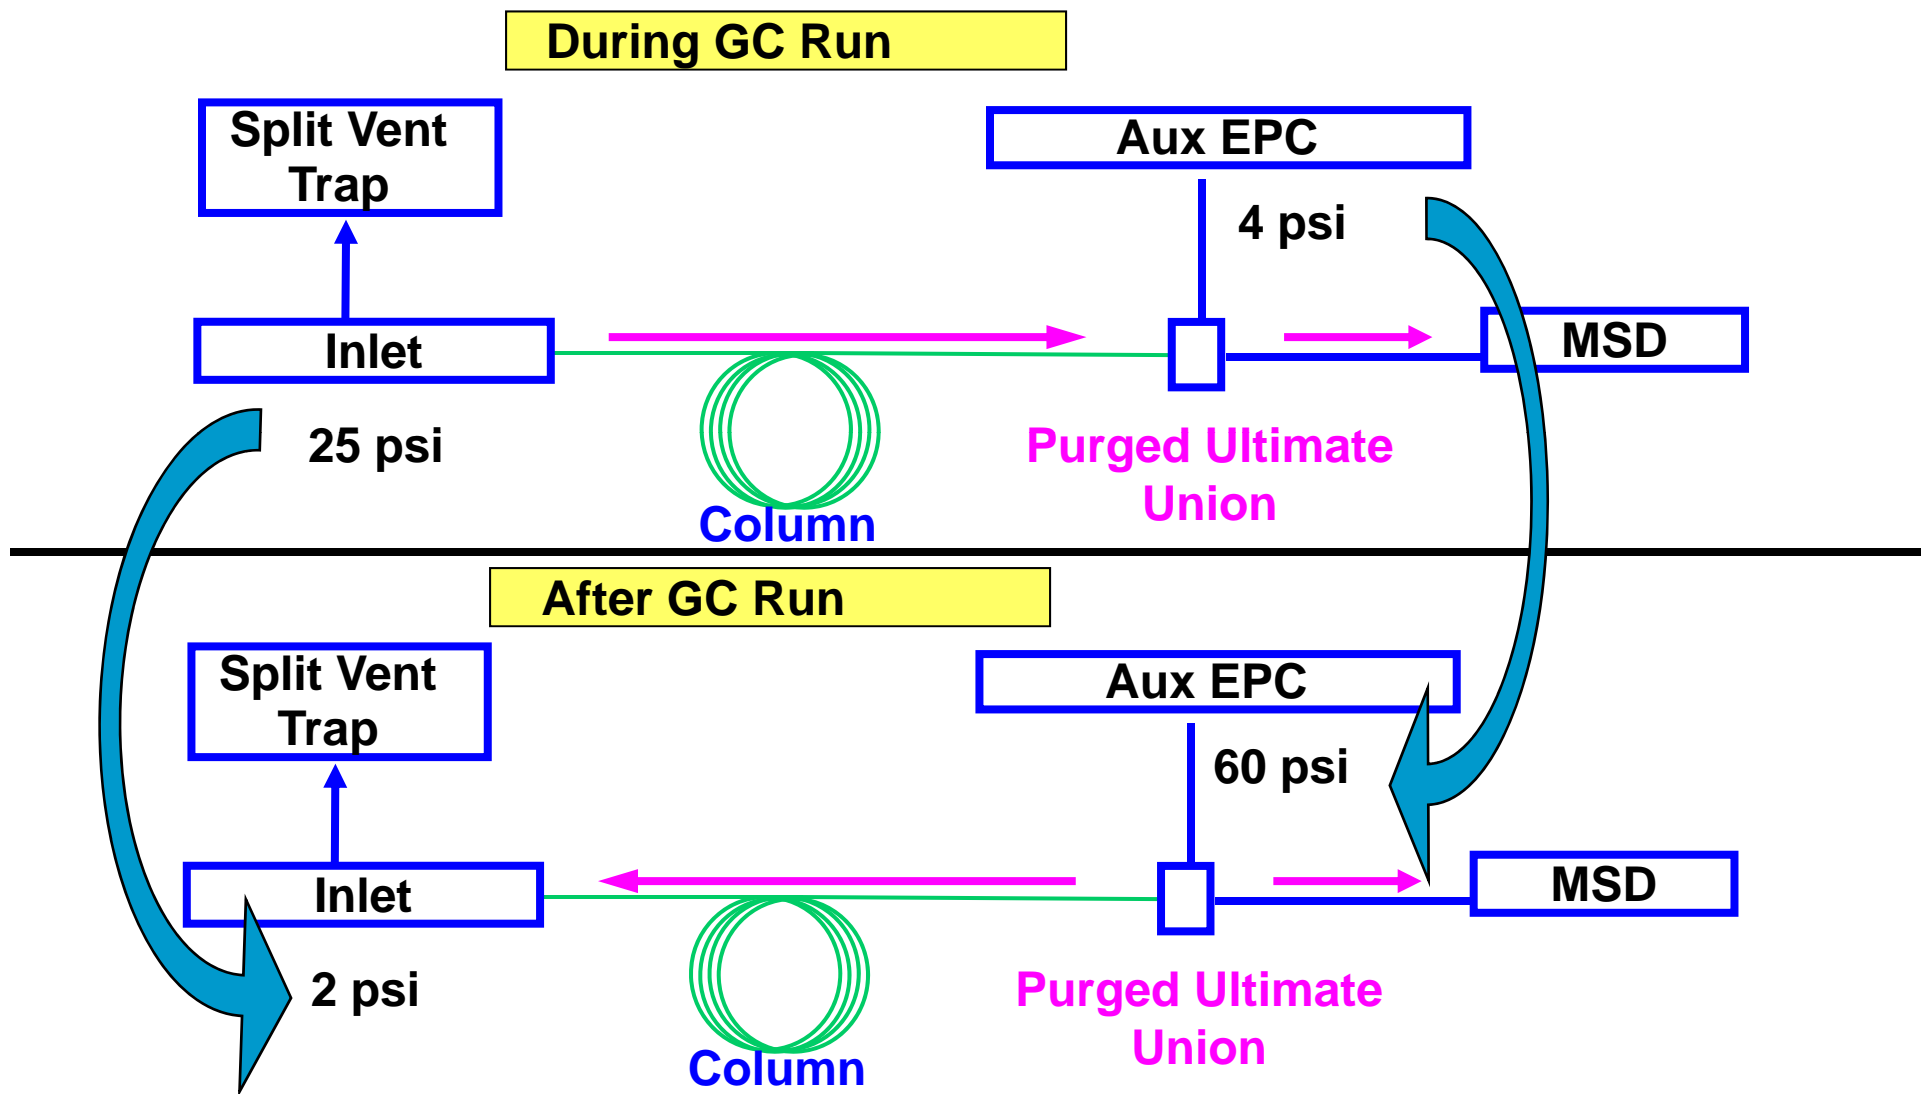 During GC Run
Split Vent
Trap
Aux EPC
4 psi
Inlet
MSD
25 psi
Purged Ultimate
Union
Column
After GC Run
Split Vent
Trap
Aux EPC
60 psi
Inlet
MSD
2 psi
Purged Ultimate
Union
Column